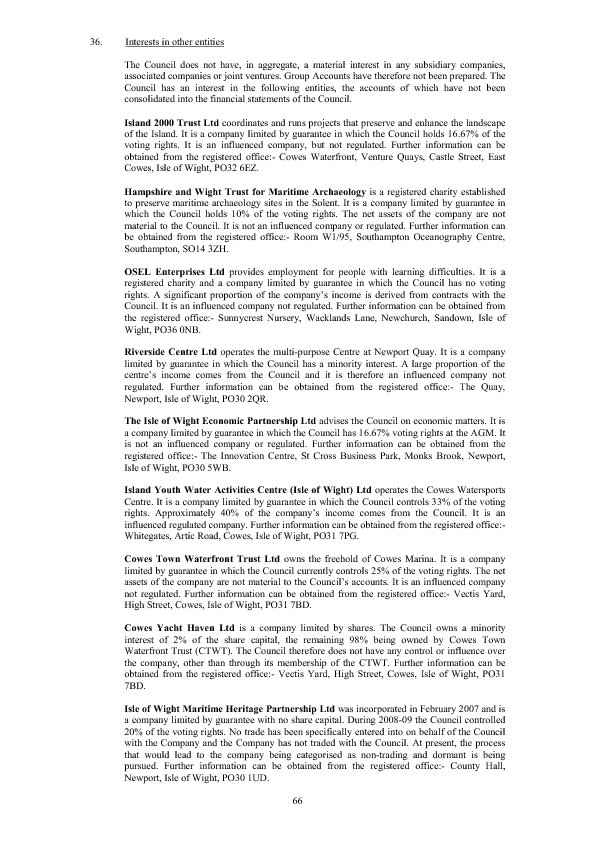 36. Interests in other entities
The Council does not have, in aggregate, a material interest in any subsidiary companies,
associated companies or joint ventures. Group Accounts have therefore not been prepared. The
Council has an interest in the following entities, the accounts of which have not been
consolidated into the financial statements of the Council.
Island 2000 Trust Ltd coordinates and runs projects that preserve and enhance the landscape
of the Island. It is a company limited by guarantee in which the Council holds 16.67% of the
voting rights. It is an influenced company, but not regulated. Further information can be
obtained from the registered office:- Cowes Waterfront, Venture Quays, Castle Street, East
Cowes, Isle of Wight, PO32 6EZ.
Hampshire and Wight Trust for Maritime Archaeology is a registered charity established
to preserve maritime archaeology sites in the Solent. It is a company limited by guarantee in
which the Council holds 10% of the voting rights. The net assets of the company are not
material to the Council. It is not an influenced company or regulated. Further information can
be obtained from the registered office:- Room W1/95, Southampton Oceanography Centre,
Southampton, SO14 3ZH.
OSEL Enterprises Ltd provides employment for people with learning difficulties. It is a
registered charity and a company limited by guarantee in which the Council has no voting
rights. A significant proportion of the company's income is derived from contracts with the
Council. It is an influenced company not regulated. Further information can be obtained from
the registered office:- Sunnycrest Nursery, Wacklands Lane, Newchurch, Sandown, Isle of
Wight, PO36 0NB.
Riverside Centre Ltd operates the multi-purpose Centre at Newport Quay. It is a company
limited by guarantee in which the Council has a minority interest. A large proportion of the
centre's income comes from the Council and it is therefore an influenced company not
regulated. Further information can be obtained from the registered office:- The Quay,
Newport, Isle of Wight, PO30 2QR.
The Isle of Wight Economic Partnership Ltd advises the Council on economic matters. It is
a company limited by guarantee in which the Council has 16.67% voting rights at the AGM. It
is not an influenced company or regulated. Further information can be obtained from the
registered office:- The Innovation Centre, St Cross Business Park, Monks Brook, Newport,
Isle of Wight, PO30 5WB.
Island Youth Water Activities Centre (Isle of Wight) Ltd operates the Cowes Watersports
Centre. It is a company limited by guarantee in which the Council controls 33% of the voting
rights. Approximately 40% of the company's income comes from the Council. It is an
influenced regulated company. Further information can be obtained from the registered office:-
Whitegates, Artic Road, Cowes, Isle of Wight, PO31 7PG.
Cowes Town Waterfront Trust Ltd owns the freehold of Cowes Marina. It is a company
limited by guarantee in which the Council currently controls 25% of the voting rights. The net
assets of the company are not material to the Council's accounts. It is an influenced company
not regulated. Further information can be obtained from the registered office:- Vectis Yard,
High Street, Cowes, Isle of Wight, PO31 7BD.
Cowes Yacht Haven Ltd is a company limited by shares. The Council owns a minority
interest of 2% of the share capital, the remaining 98% being owned by Cowes Town
Waterfront Trust (CTWT). The Council therefore does not have any control or influence over
the company, other than through its membership of the CTWT. Further information can be
obtained from the registered office:- Vectis Yard, High Street, Cowes, Isle of Wight, PO31
7BD.
Isle of Wight Maritime Heritage Partnership Ltd was incorporated in February 2007 and is
a company limited by guarantee with no share capital. During 2008-09 the Council controlled
20% of the voting rights. No trade has been specifically entered into on behalf of the Council
with the Company and the Company has not traded with the Council. At present, the process
that would lead to the company being categorised as non-trading and dormant is being
pursued. Further information can be obtained from the registered office:- County Hall,
Newport, Isle of Wight, PO30 1UD.
66